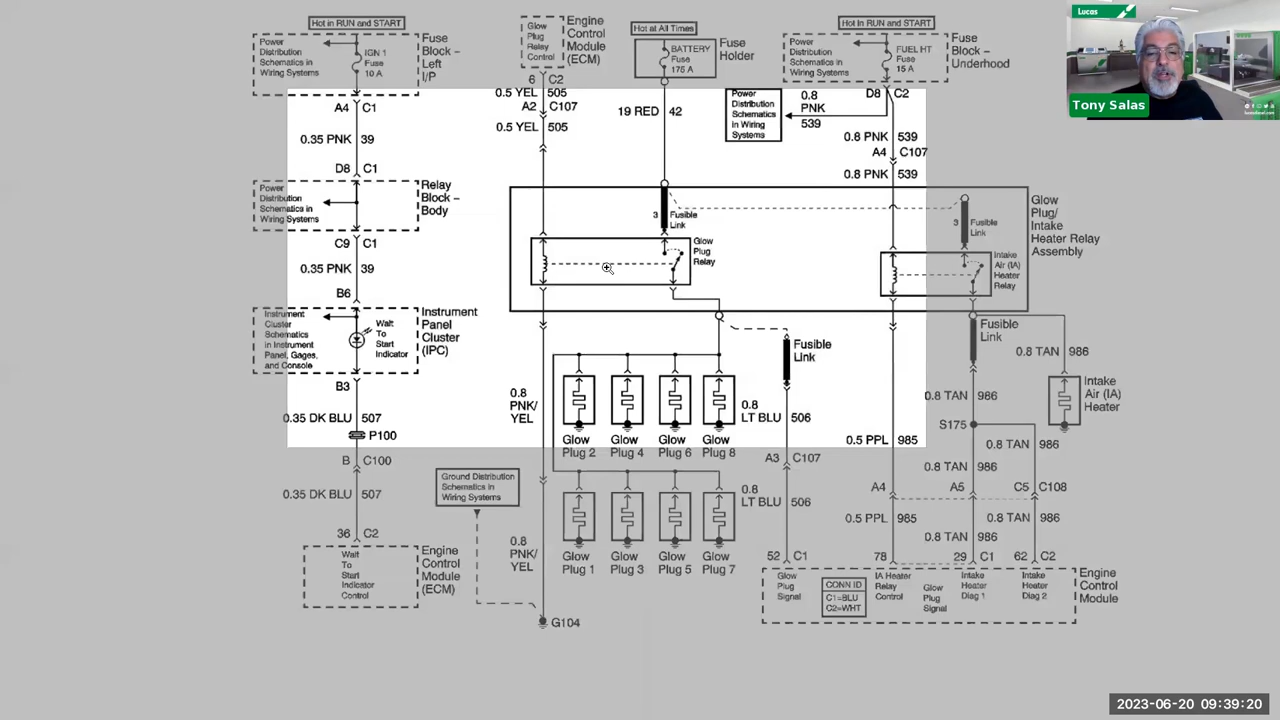 Hot in RUN and START
Power
Distribution
Schematics in
Wiring Systems
IGN 1
Fuse
10 A
Fuse
Block –
Left
I/P
A4 C1
0.35 PNK 39
D8 C1
Power
Distribution
Schematics in
Wiring Systems
Relay
Block –
Body
C9 C1
0.35 PNK 39
B6
Instrument
Cluster
Schematics
in Instrument
Panel, Gages,
and Console
Wait
To
Start
Indicator
Instrument
Panel
Cluster
(IPC)
B3
0.35 DK BLU 507
P100
B C100
0.35 DK BLU 507
36 C2
Wait
To
Start
Indicator
Control
Engine
Control
Module
(ECM)
Glow
Plug
Relay
Control
Engine
Control
Module
(ECM)
6 C2
0.5 YEL 505
A2 C107
0.5 YEL 505
Hot at All Times
BATTERY
Fuse
175 A
Fuse
Holder
19 RED 42
Hot in RUN and START
Power
Distribution
Schematics in
Wiring Systems
FUEL HT
Fuse
15 A
Fuse
Block –
Underhood
D8 C2
Power
Distribution
Schematics
in Wiring
Systems
0.8
PNK
539
0.8 PNK 539
A4 C107
0.8 PNK 539
3 Fusible
Link
Glow
Plug
Relay
3 Fusible
Link
Intake
Air (IA)
Heater
Relay
Glow
Plug/
Intake
Heater Relay
Assembly
Fusible
Link
0.8
PNK/
YEL
Glow
Plug 2
Glow
Plug 4
Glow
Plug 6
Glow
Plug 8
0.8
LT BLU 506
A3 C107
0.8
LT BLU 506
52 C1
0.8
PNK/
YEL
Glow
Plug 1
Glow
Plug 3
Glow
Plug 5
Glow
Plug 7
Ground Distribution
Schematics in
Wiring Systems
G104
0.5 PPL 985
A4
0.5 PPL 985
78
Fusible
Link
0.8 TAN 986
0.8 TAN 986
Intake
Air (IA)
Heater
S175
0.8 TAN 986
0.8 TAN
A5
C5 C108
0.8 TAN
0.8 TAN 986
29 C1
62 C2
Glow
Plug
Signal
CONN ID
C1=BLU
C2=WHT
IA Heater
Relay
Control
Glow
Plug
Signal
Intake
Heater
Diag 1
Intake
Heater
Diag 2
Engine
Control
Module
Lucas
Tony Salas
2023-06-20 09:39:20